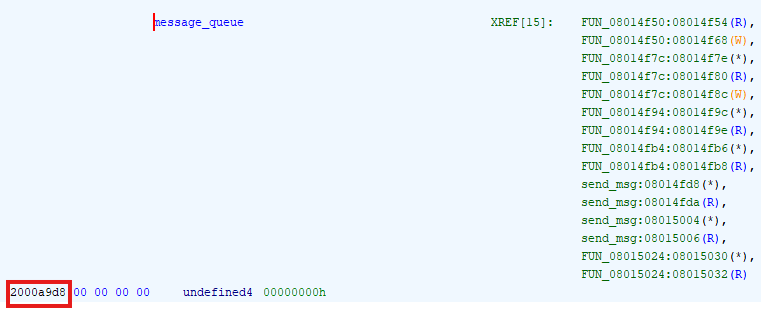 message_queue XREF[15]: FUN_08014f50:08014f54(R),
FUN_08014f50:08014f68(W),
FUN_08014f7c:08014f7e(*),
FUN_08014f7c:08014f80(R),
FUN_08014f7c:08014f8c(W),
FUN_08014f94:08014f9c(*),
FUN_08014f94:08014f9e(R),
FUN_08014fb4:08014fb6(*),
FUN_08014fb4:08014fb8(R),
send_msg:08014fd8(*),
send_msg:08014fda(R),
send_msg:08015004(*),
send_msg:08015006(R),
FUN_08015024:08015030(*),
FUN_08015024:08015032(R)
2000a9d8 00 00 00 00 undefined4 00000000h